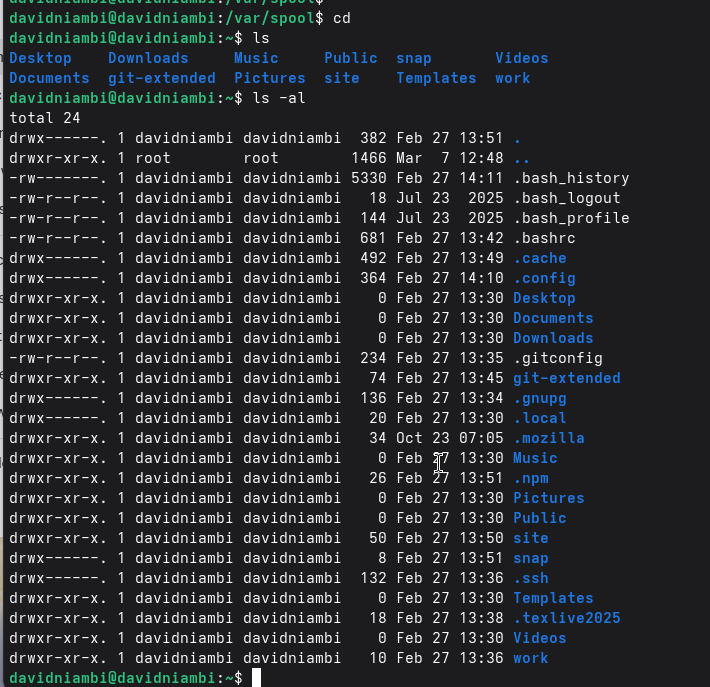 davidniambi@davidniambi:/var/spool$
davidniambi@davidniambi:/var/spool$ cd
davidniambi@davidniambi:~$ ls
Desktop    Downloads     Music     Public  snap       Videos
Documents  git-extended  Pictures  site    Templates  work
davidniambi@davidniambi:~$ ls -al
total 24
drwx------. 1 davidniambi davidniambi  382 Feb 27 13:51 .
drwxr-xr-x. 1 root        root        1466 Mar  7 12:48 ..
-rw-------. 1 davidniambi davidniambi 5330 Feb 27 14:11 .bash_history
-rw-r--r--. 1 davidniambi davidniambi   18 Jul 23  2025 .bash_logout
-rw-r--r--. 1 davidniambi davidniambi  144 Jul 23  2025 .bash_profile
-rw-r--r--. 1 davidniambi davidniambi  681 Feb 27 13:42 .bashrc
drwx------. 1 davidniambi davidniambi  492 Feb 27 13:49 .cache
drwx------. 1 davidniambi davidniambi  364 Feb 27 14:10 .config
drwxr-xr-x. 1 davidniambi davidniambi    0 Feb 27 13:30 Desktop
drwxr-xr-x. 1 davidniambi davidniambi    0 Feb 27 13:30 Documents
drwxr-xr-x. 1 davidniambi davidniambi    0 Feb 27 13:30 Downloads
-rw-r--r--. 1 davidniambi davidniambi  234 Feb 27 13:35 .gitconfig
drwxr-xr-x. 1 davidniambi davidniambi   74 Feb 27 13:45 git-extended
drwx------. 1 davidniambi davidniambi  136 Feb 27 13:34 .gnupg
drwx------. 1 davidniambi davidniambi   20 Feb 27 13:30 .local
drwxr-xr-x. 1 davidniambi davidniambi   34 Oct 23 07:05 .mozilla
drwxr-xr-x. 1 davidniambi davidniambi    0 Feb 27 13:30 Music
drwxr-xr-x. 1 davidniambi davidniambi   26 Feb 27 13:51 .npm
drwxr-xr-x. 1 davidniambi davidniambi    0 Feb 27 13:30 Pictures
drwxr-xr-x. 1 davidniambi davidniambi    0 Feb 27 13:30 Public
drwxr-xr-x. 1 davidniambi davidniambi   50 Feb 27 13:50 site
drwx------. 1 davidniambi davidniambi    8 Feb 27 13:51 snap
drwx------. 1 davidniambi davidniambi  132 Feb 27 13:36 .ssh
drwxr-xr-x. 1 davidniambi davidniambi    0 Feb 27 13:30 Templates
drwxr-xr-x. 1 davidniambi davidniambi   18 Feb 27 13:38 .texlive2025
drwxr-xr-x. 1 davidniambi davidniambi    0 Feb 27 13:30 Videos
drwxr-xr-x. 1 davidniambi davidniambi   10 Feb 27 13:36 work
davidniambi@davidniambi:~$